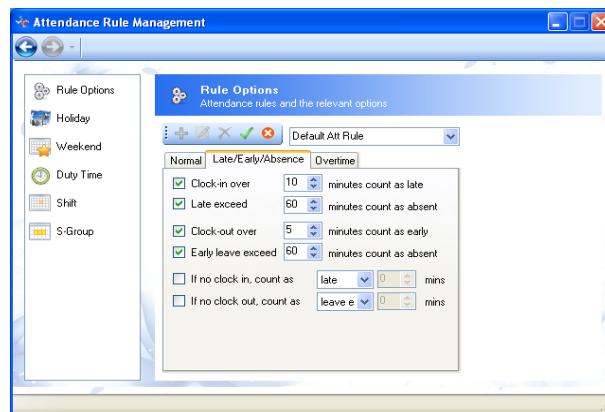 Attendance Rule Management
Rule Options
Holiday
Weekend
Duty Time
Shift
S-Group
Rule Options
Attendance rules and the relevant options
Default Att Rule
Normal Late/Early/Absence Overtime
Clock-in over 10 minutes count as late
Late exceed 60 minutes count as absent
Clock-out over 5 minutes count as early
Early leave exceed 60 minutes count as absent
If no clock in, count as late 0 mins
If no clock out, count as leave e 0 mins